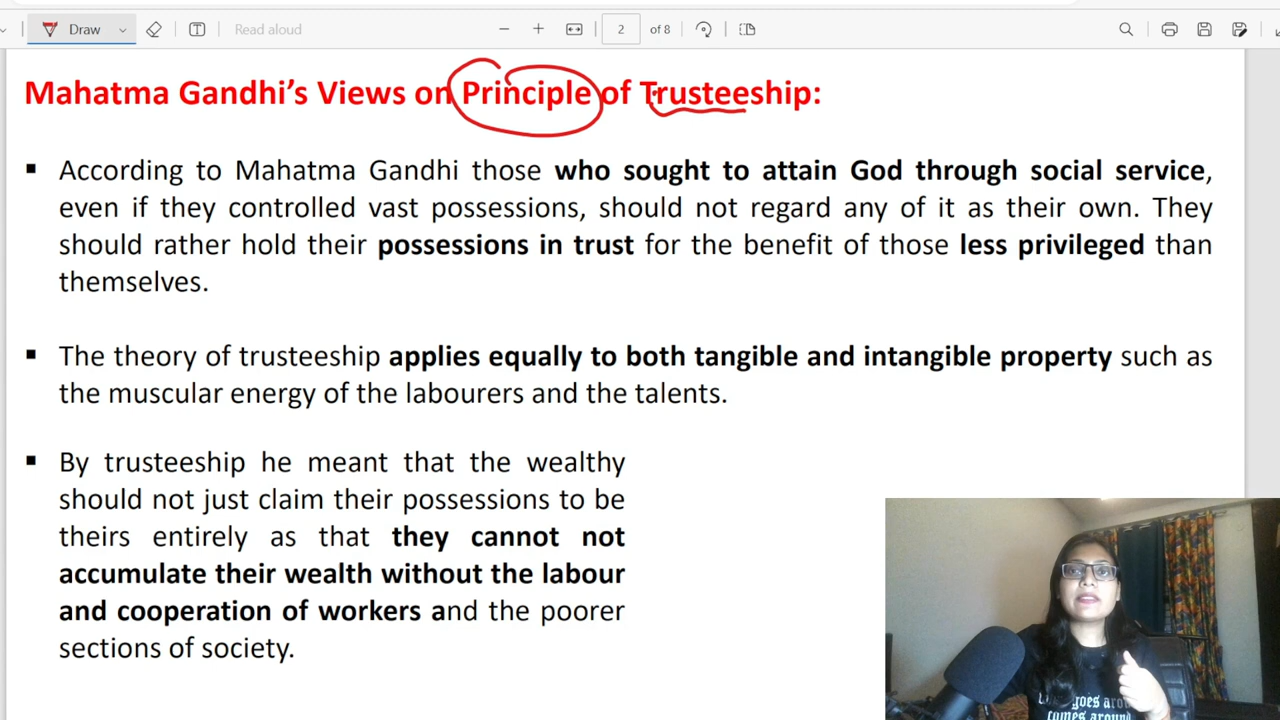 Draw
Read aloud
2 of 8
Mahatma Gandhi's Views on Principle of Trusteeship:
▪ According to Mahatma Gandhi those who sought to attain God through social service,
even if they controlled vast possessions, should not regard any of it as their own. They
should rather hold their possessions in trust for the benefit of those less privileged than
themselves.
▪ The theory of trusteeship applies equally to both tangible and intangible property such as
the muscular energy of the labourers and the talents.
▪ By trusteeship he meant that the wealthy
should not just claim their possessions to be
theirs entirely as that they cannot not
accumulate their wealth without the labour
and cooperation of workers and the poorer
sections of society.
goes around
comes around